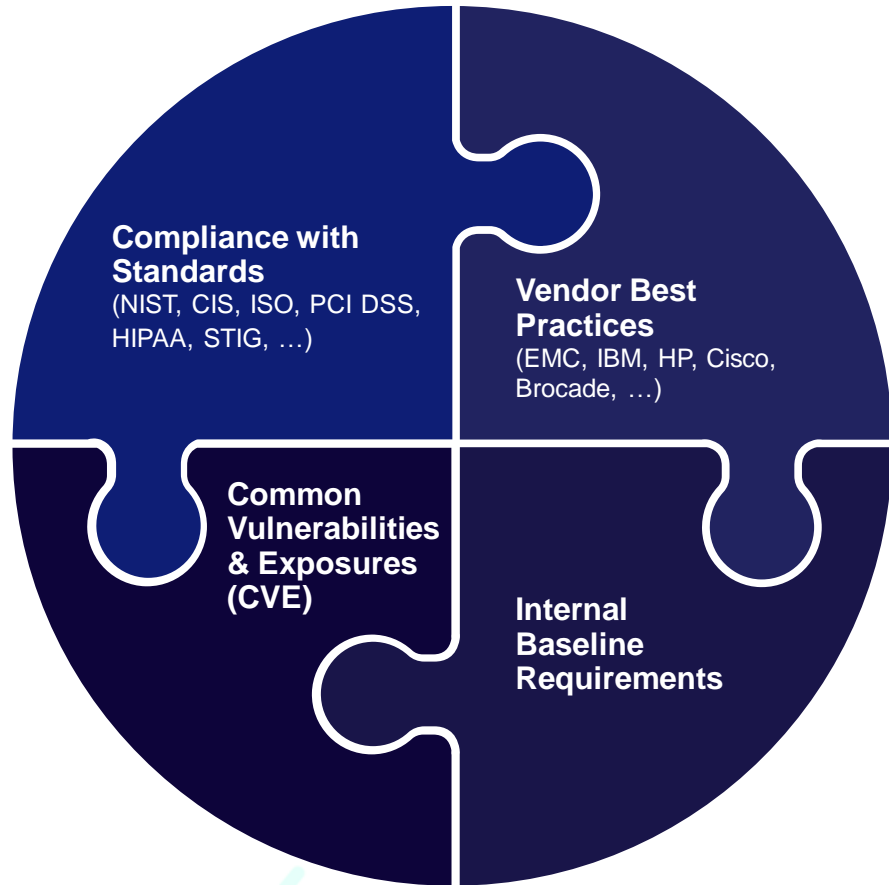 Compliance with
Standards
(NIST, CIS, ISO, PCI DSS,
HIPAA, STIG, …)
Vendor Best
Practices
(EMC, IBM, HP, Cisco,
Brocade, …)
Common
Vulnerabilities
& Exposures
(CVE)
Internal
Baseline
Requirements